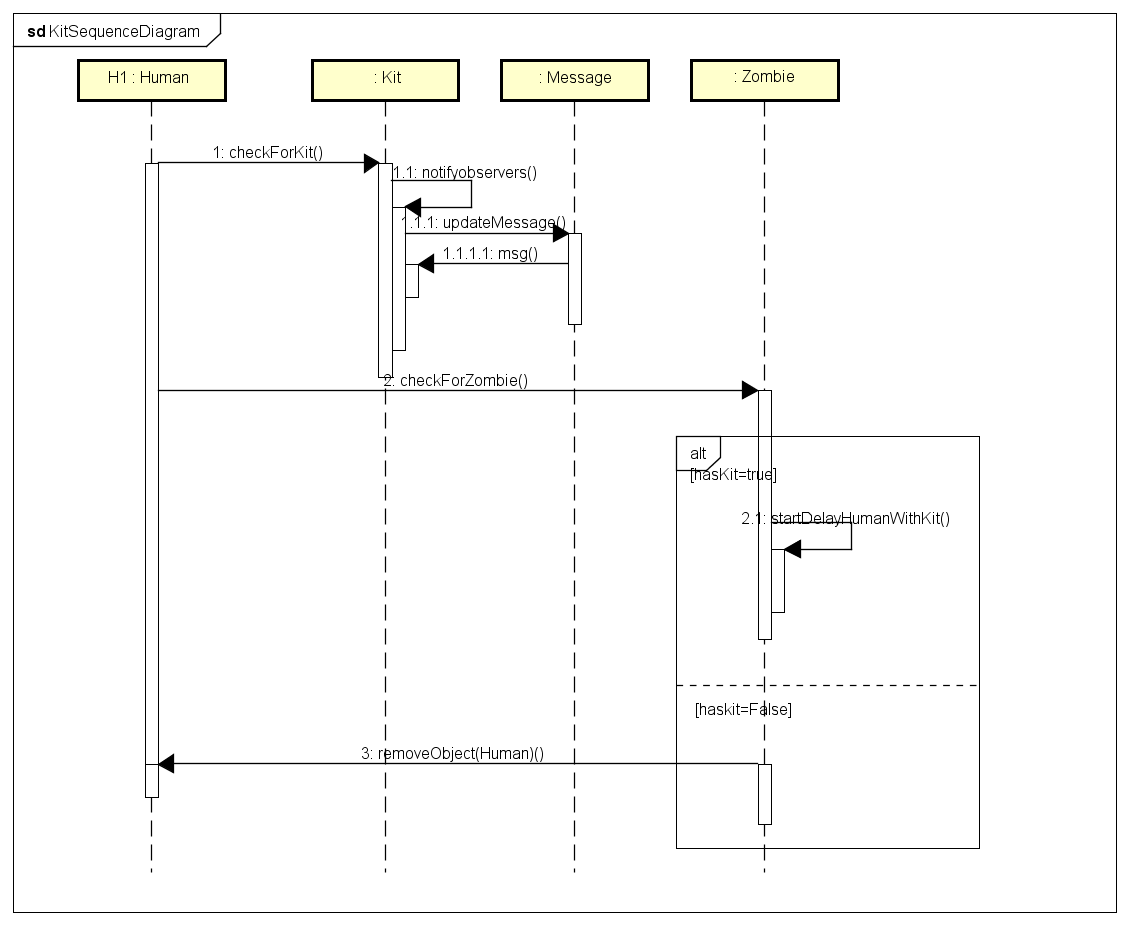 sd KitSequenceDiagram
H1 : Human
: Kit
: Message
: Zombie
1: checkForKit()
1.1: notifyobservers()
1.1.1: updateMessage()
1.1.1.1: msg()
2: checkForZombie()
alt
[hasKit=true]
2.1: startDelayHumanWithKit()
[haskit=False]
3: removeObject(Human)()